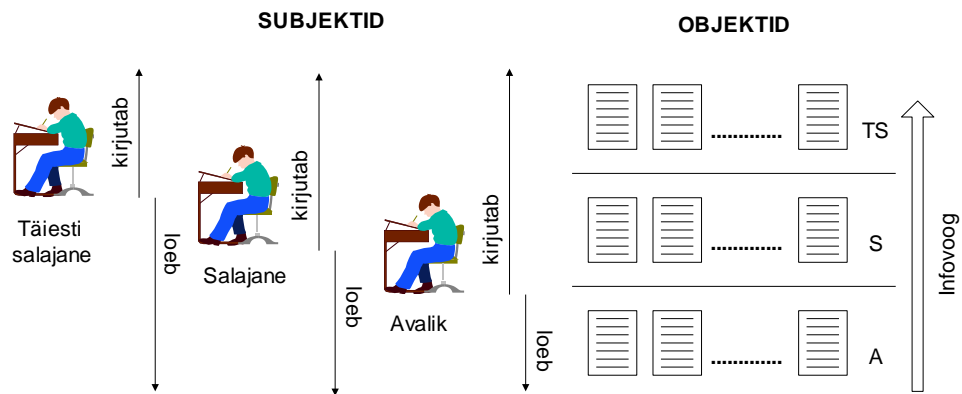 SUBJEKTID
OBJEKTID
kirjutab
loeb
Täiesti
salajane
kirjutab
loeb
Salajane
kirjutab
loeb
Avalik
TS
S
A
Infovoog